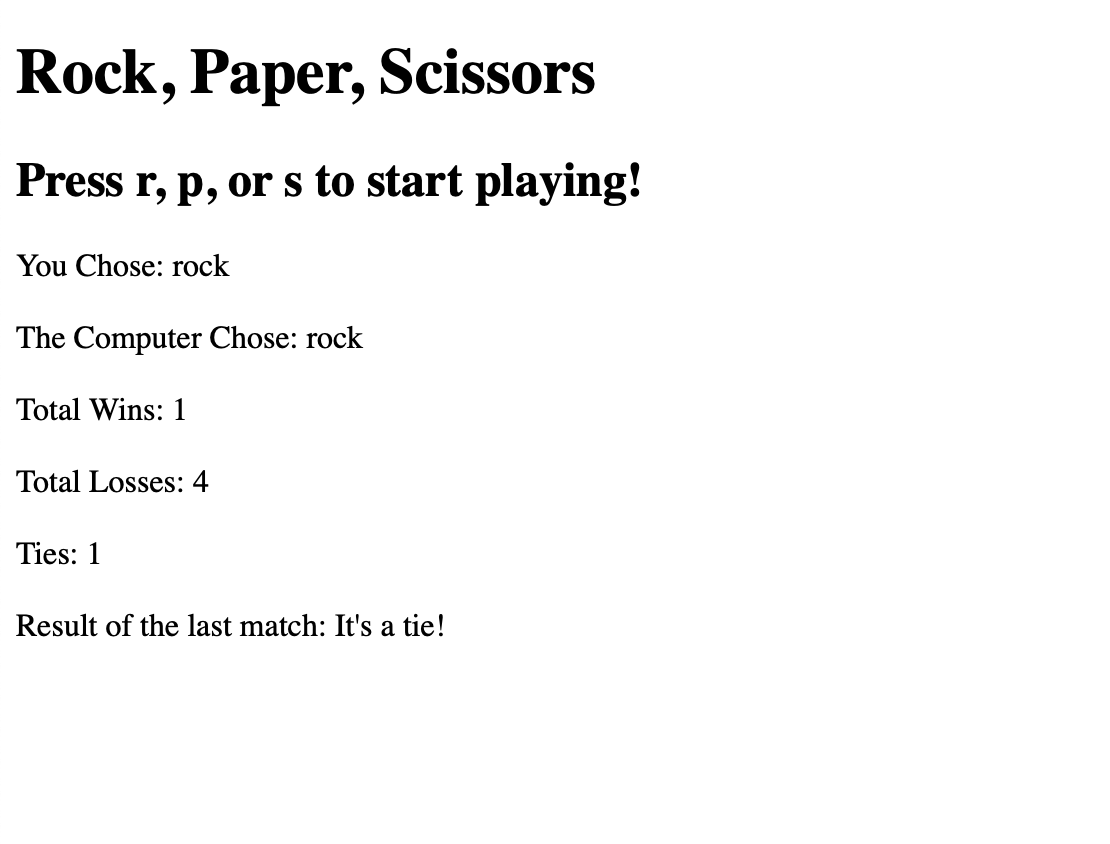 Rock, Paper, Scissors
Press r, p, or s to start playing!
You Chose: rock
The Computer Chose: rock
Total Wins: 1
Total Losses: 4
Ties: 1
Result of the last match: It's a tie!